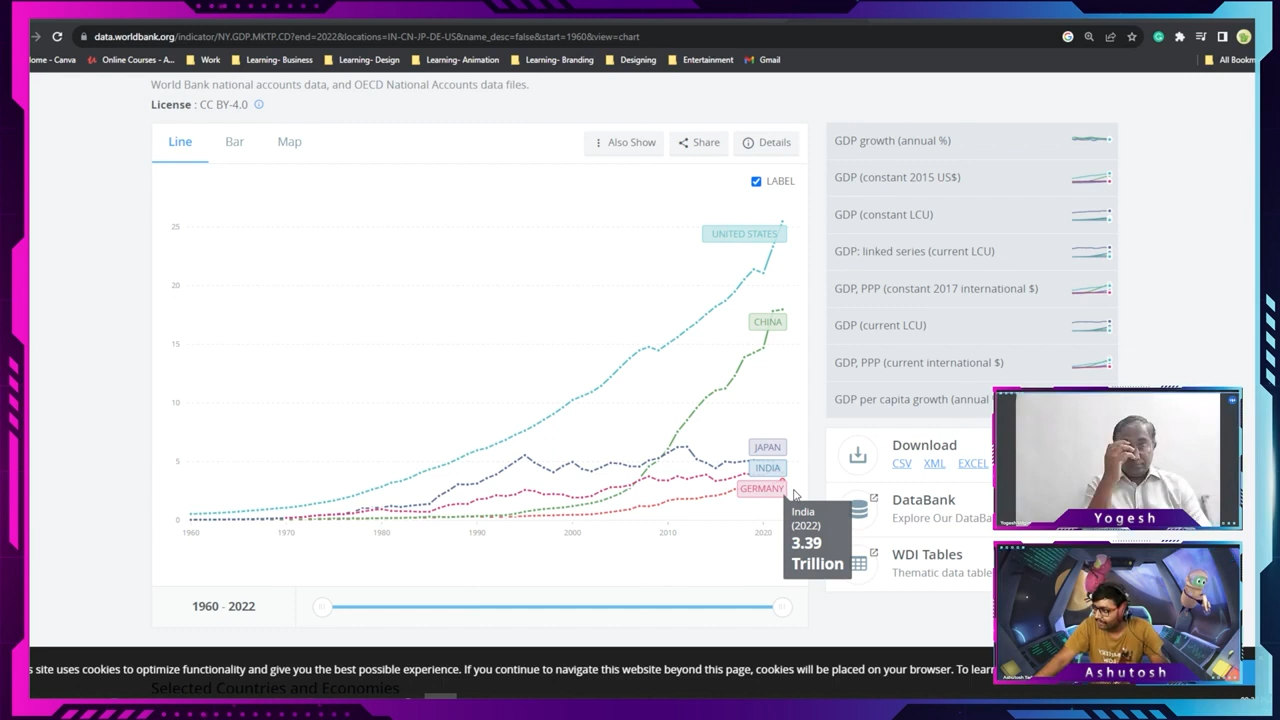 data.worldbank.org/indicator/NY.GDP.MKTP.CD?end=2022&locations=IN-CN-JP-DE-US&name_desc=false&start=1960&view=chart
ome - Canva Online Courses - A... Work Learning- Business Learning- Design Learning- Animation Learning- Branding Designing Entertainment Gmail All Bookm
World Bank national accounts data, and OECD National Accounts data files.
License : CC BY-4.0
Line Bar Map
Also Show Share Details
LABEL
25
20
15
10
5
0
UNITED STATES
CHINA
JAPAN
INDIA
GERMANY
1960 1970 1980 1990 2000 2010 2020
India
(2022)
3.39
Trillion
1960 - 2022
GDP growth (annual %)
GDP (constant 2015 US$)
GDP (constant LCU)
GDP: linked series (current LCU)
GDP, PPP (constant 2017 international $)
GDP (current LCU)
GDP, PPP (current international $)
GDP per capita growth (annual
Download
CSV XML EXCEL
DataBank
Explore Our DataBa
WDI Tables
Thematic data table
Yogesh
Ashutosh
s site uses cookies to optimize functionality and give you the best possible experience. If you continue to navigate this website beyond this page, cookies will be placed on your browser. To learn
Selected Countries and Economies